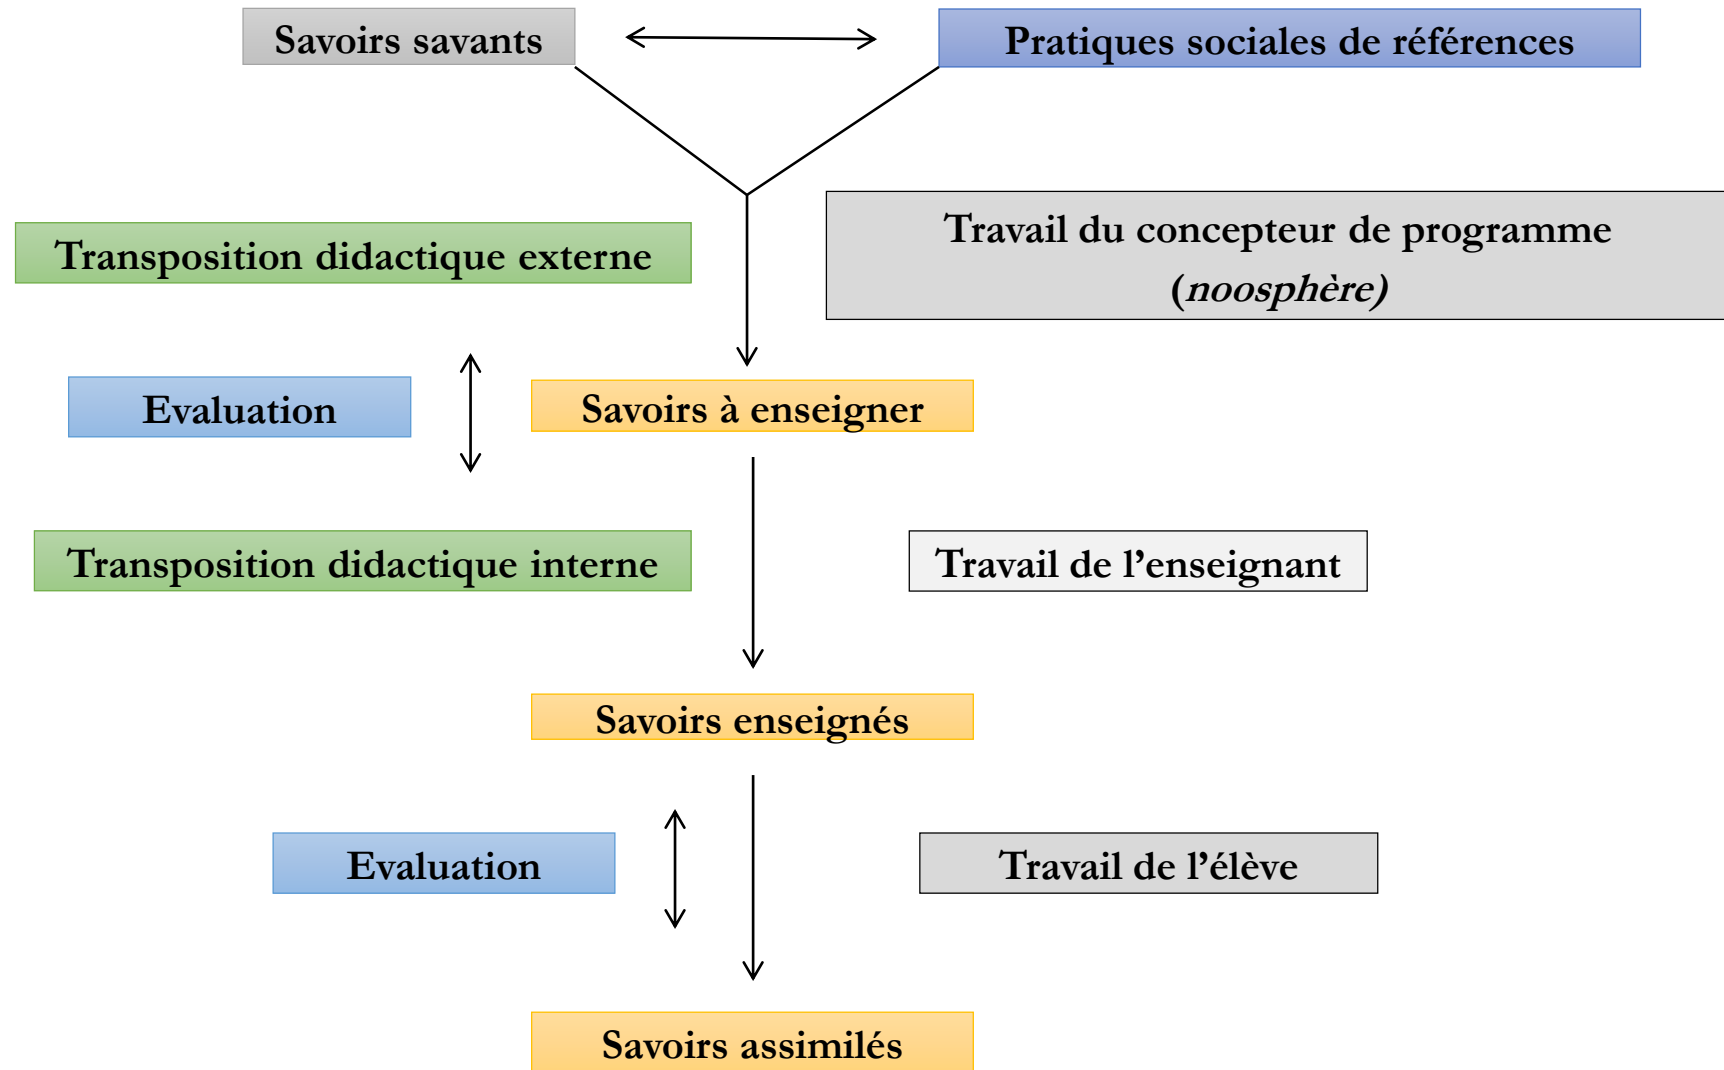 Savoirs savants
Pratiques sociales de références
Transposition didactique externe
Travail du concepteur de programme
(noosphère)
Evaluation
Savoirs à enseigner
Transposition didactique interne
Travail de l’enseignant
Savoirs enseignés
Evaluation
Travail de l’élève
Savoirs assimilés